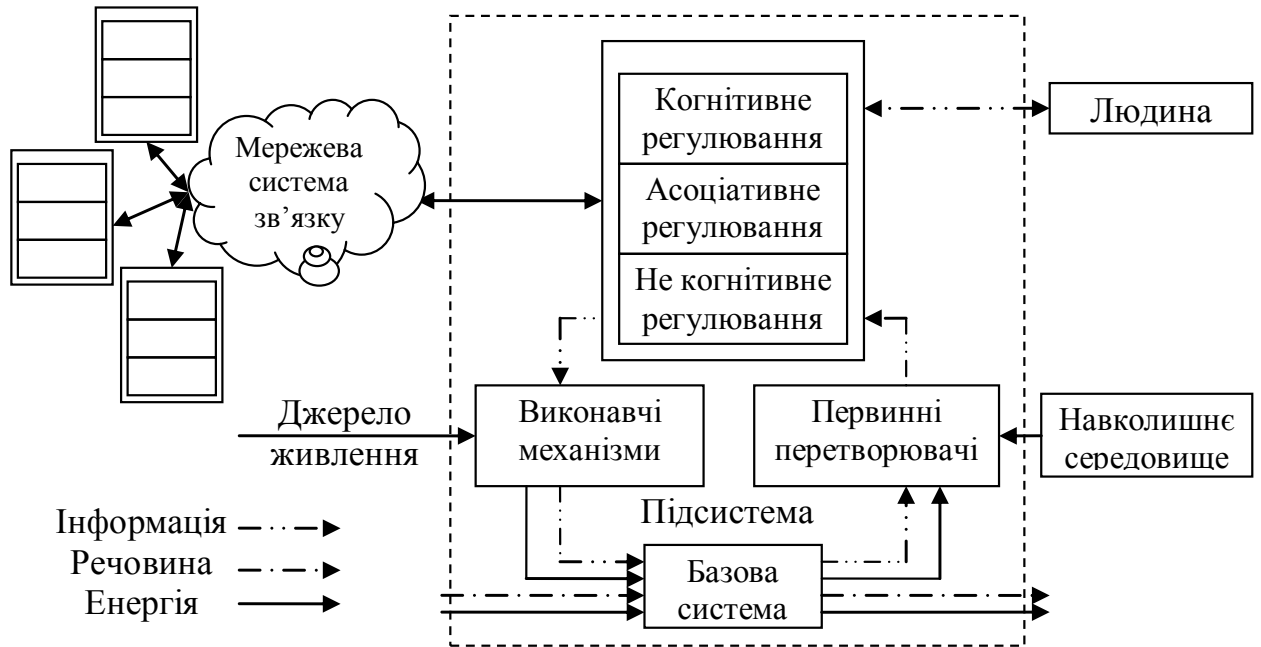 Мережева
система
зв’язку
Когнітивне
регулювання
Асоціативне
регулювання
Не когнітивне
регулювання
Людина
Джерело
живлення
Виконавчі
механізми
Первинні
перетворювачі
Навколишнє
середовище
Підсистема
Базова
система
Інформація
Речовина
Енергія